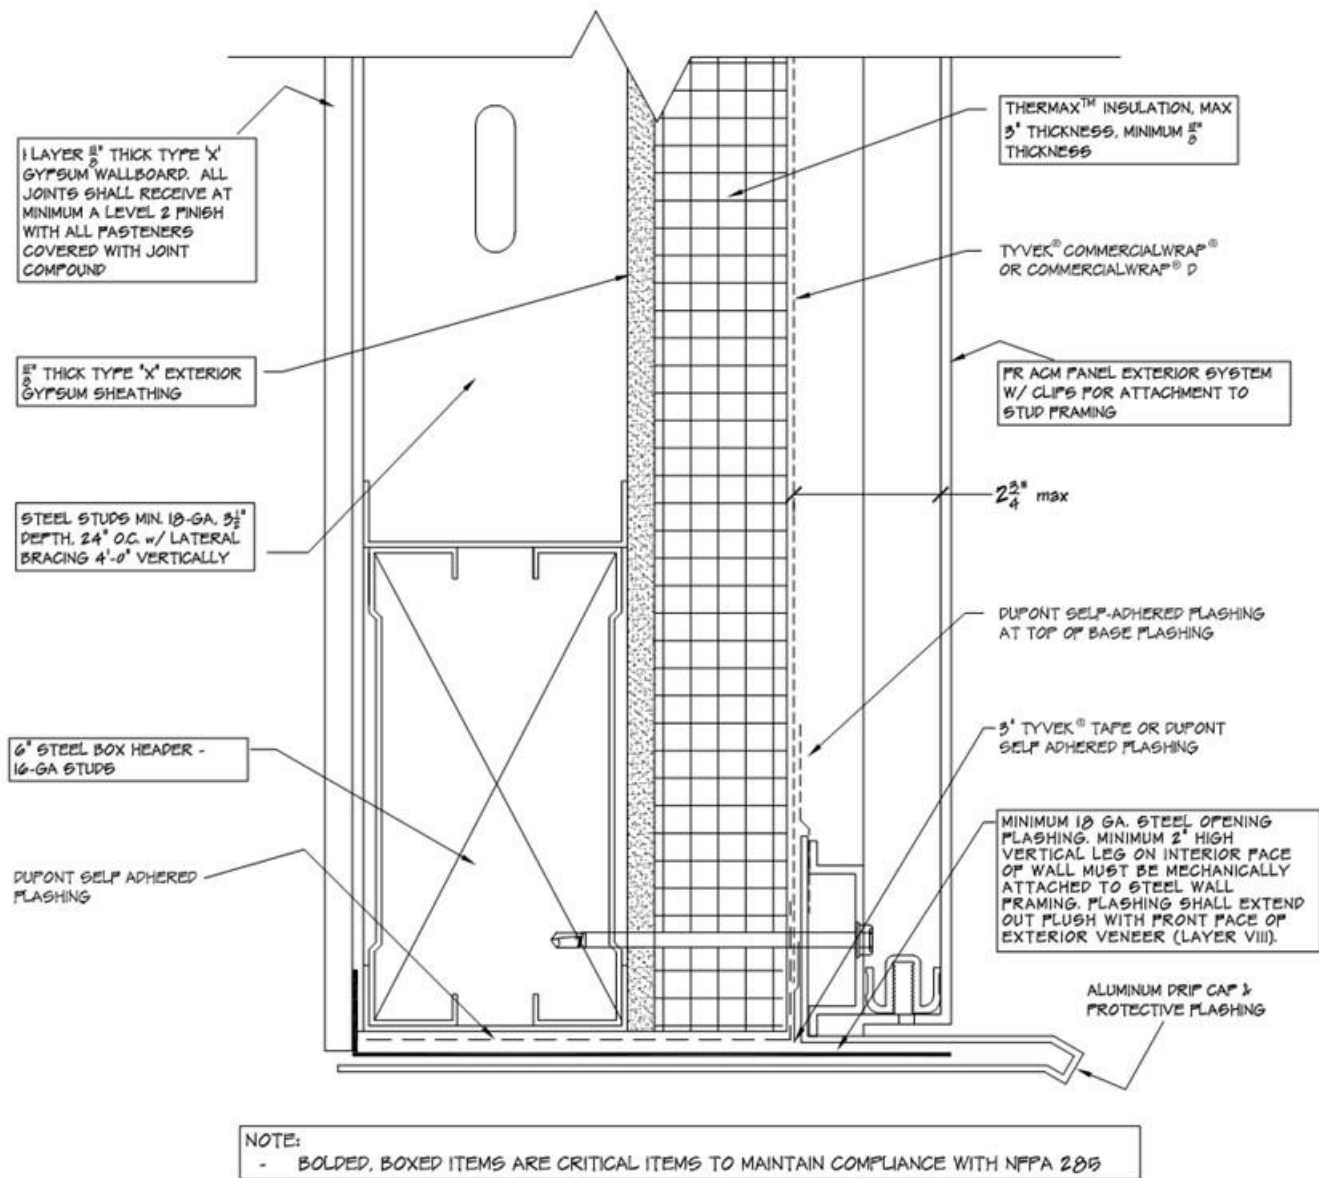 1 LAYER 5/8" THICK TYPE 'X'
GYPSUM WALLBOARD. ALL
JOINTS SHALL RECEIVE AT
MINIMUM A LEVEL 2 FINISH
WITH ALL FASTENERS
COVERED WITH JOINT
COMPOUND
5/8" THICK TYPE "X" EXTERIOR
GYPSUM SHEATHING
STEEL STUDS MIN. 18-GA, 3 1/2"
DEPTH, 24" O.C. w/ LATERAL
BRACING 4'-0" VERTICALLY
6" STEEL BOX HEADER -
16-GA STUDS
DUPONT SELF ADHERED
FLASHING
THERMAX™ INSULATION, MAX
3" THICKNESS, MINIMUM 5/8"
THICKNESS
TYVEK® COMMERCIALWRAP®
OR COMMERCIALWRAP® D
FR ACM PANEL EXTERIOR SYSTEM
W/ CLIPS FOR ATTACHMENT TO
STUD FRAMING
2 3/4" max
DUPONT SELF-ADHERED FLASHING
AT TOP OF BASE FLASHING
3" TYVEK® TAPE OR DUPONT
SELF ADHERED FLASHING
MINIMUM 18 GA. STEEL OPENING
FLASHING. MINIMUM 2" HIGH
VERTICAL LEG ON INTERIOR FACE
OF WALL MUST BE MECHANICALLY
ATTACHED TO STEEL WALL
FRAMING. FLASHING SHALL EXTEND
OUT FLUSH WITH FRONT FACE OF
EXTERIOR VENEER (LAYER VIII).
ALUMINUM DRIP CAP &
PROTECTIVE FLASHING
NOTE:
- BOLDED, BOXED ITEMS ARE CRITICAL ITEMS TO MAINTAIN COMPLIANCE WITH NFPA 285